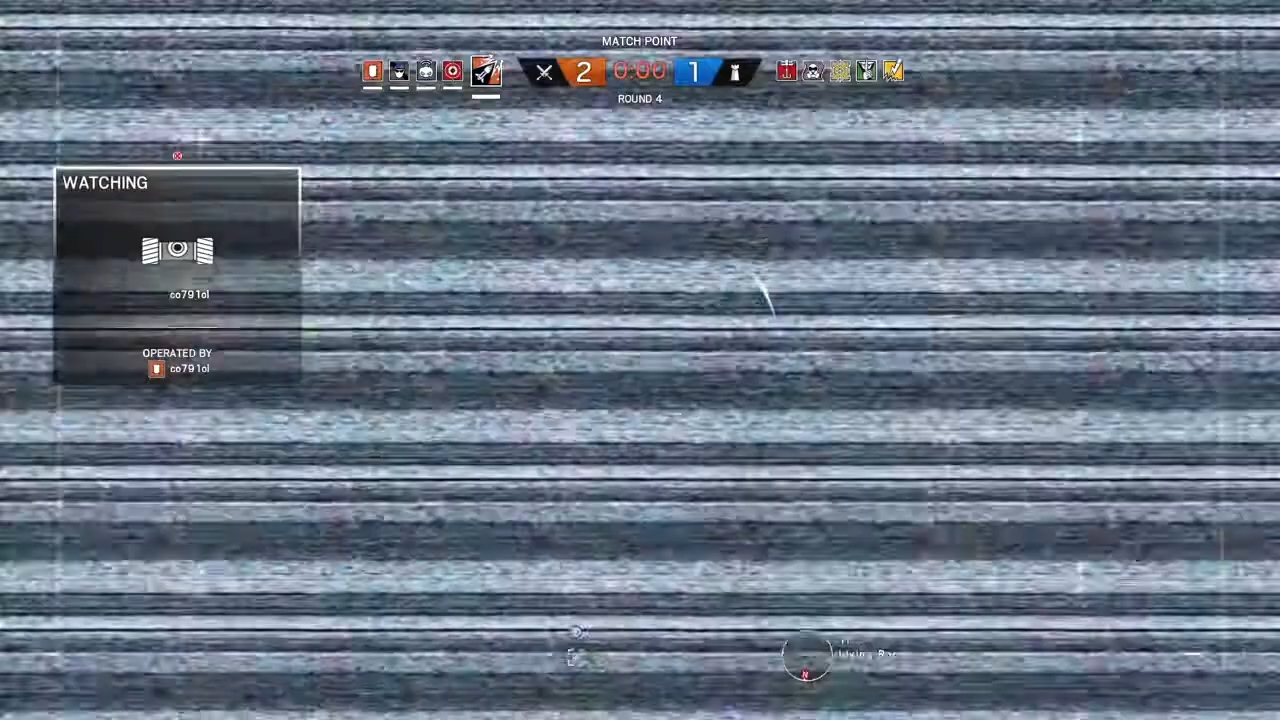 MATCH POINT
2 0:00 1
ROUND 4
WATCHING
co791ol
OPERATED BY
co791ol
N